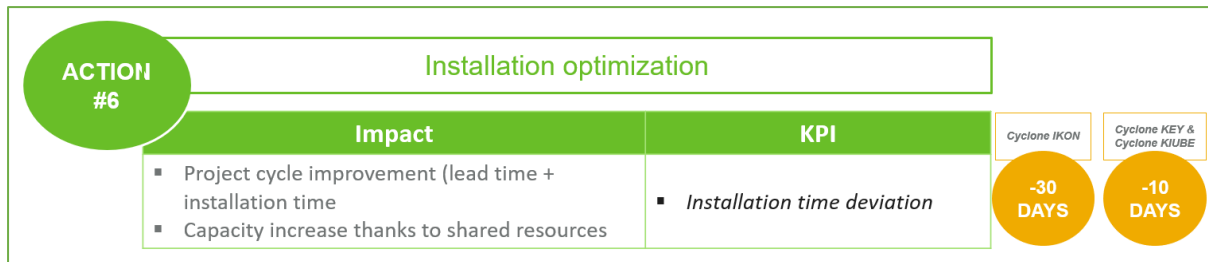 ACTION
#6
Installation optimization
Impact
KPI
Cyclone IKON
Cyclone KEY &
Cyclone KIUBE
▪ Project cycle improvement (lead time +
installation time
▪ Capacity increase thanks to shared resources
▪ Installation time deviation
-30
DAYS
-10
DAYS